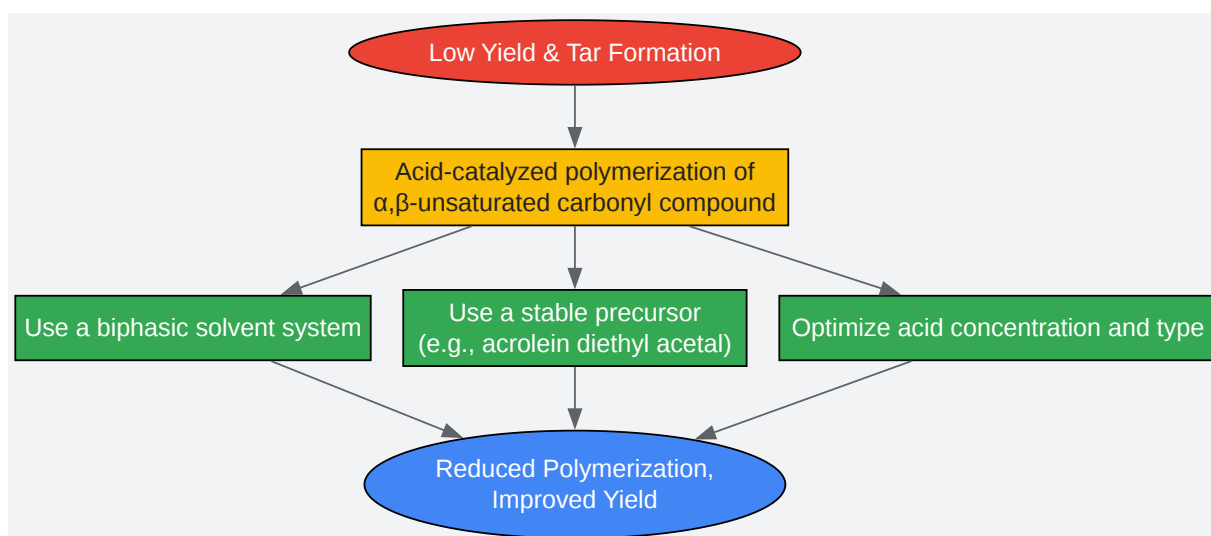 Low Yield & Tar Formation
Acid-catalyzed polymerization of
α,β-unsaturated carbonyl compound
Use a biphasic solvent system
Use a stable precursor
(e.g., acrolein diethyl acetal)
Optimize acid concentration and type
Reduced Polymerization,
Improved Yield